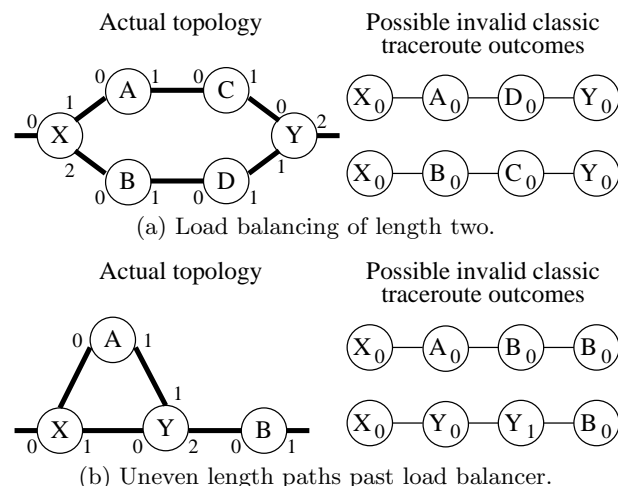 Actual topology
Possible invalid classic
traceroute outcomes
0 X 1 2
0 A 1
0 C 1
0 B 1
0 D 1
0 Y 2 1
X0 A0 D0 Y0
X0 B0 C0 Y0
(a) Load balancing of length two.
Actual topology
Possible invalid classic
traceroute outcomes
0 A 1
0 X 1
1
0 Y 2
0 B 1
X0 A0 B0 B0
X0 Y0 Y1 B0
(b) Uneven length paths past load balancer.